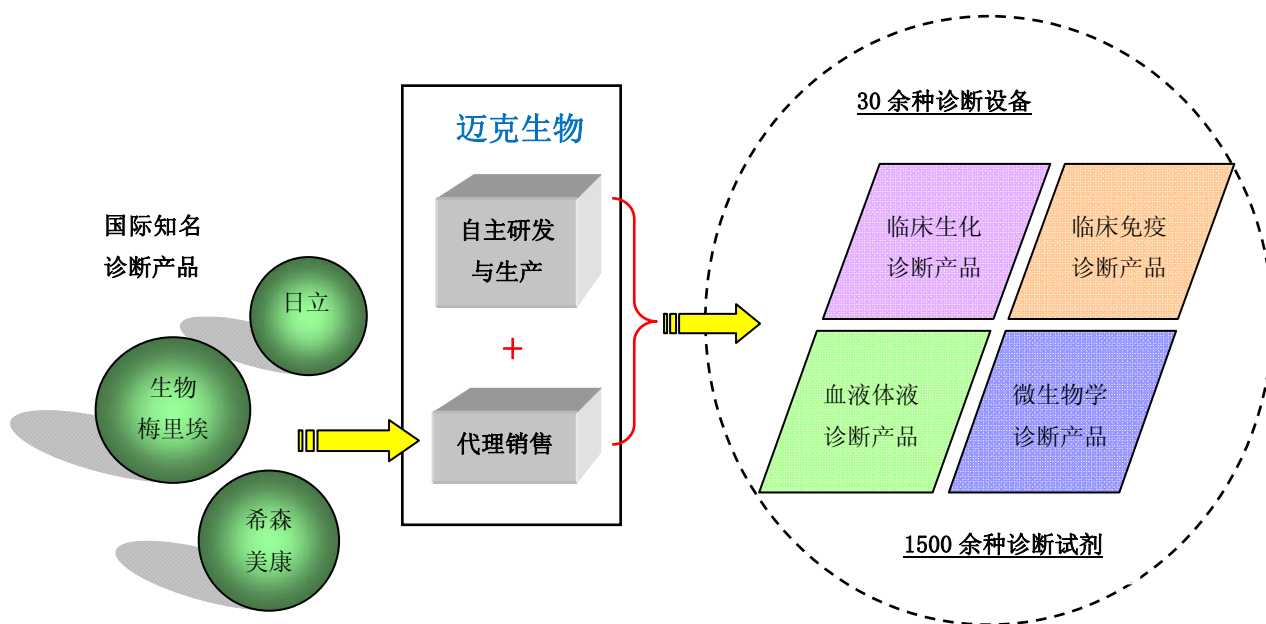 国际知名
诊断产品
日立
生物
梅里埃
希森
美康
迈克生物
自主研发
与生产
+
代理销售
30 余种诊断设备
临床生化
诊断产品
临床免疫
诊断产品
血液体液
诊断产品
微生物学
诊断产品
1500 余种诊断试剂